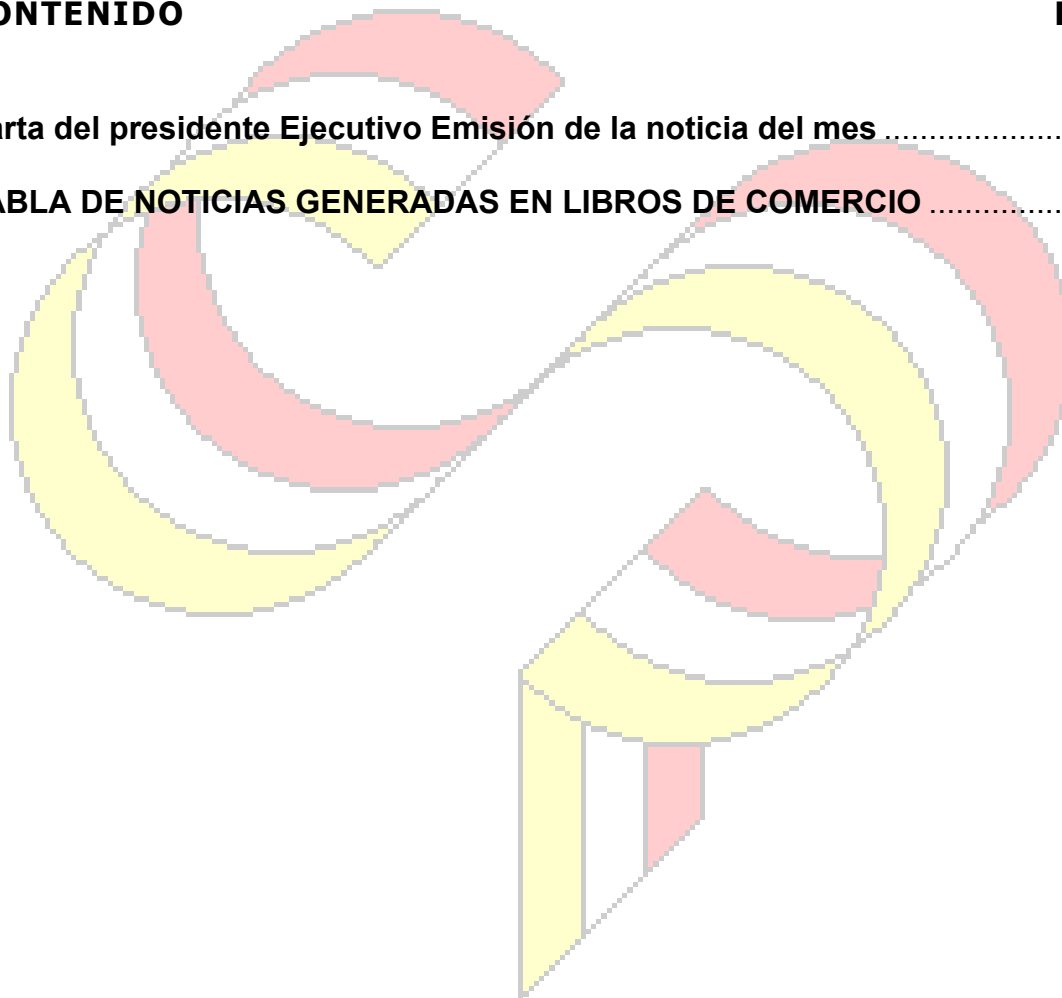 ONTENIDO
arta del presidente Ejecutivo Emisión de la noticia del mes ....................
ABLA DE NOTICIAS GENERADAS EN LIBROS DE COMERCIO ...............